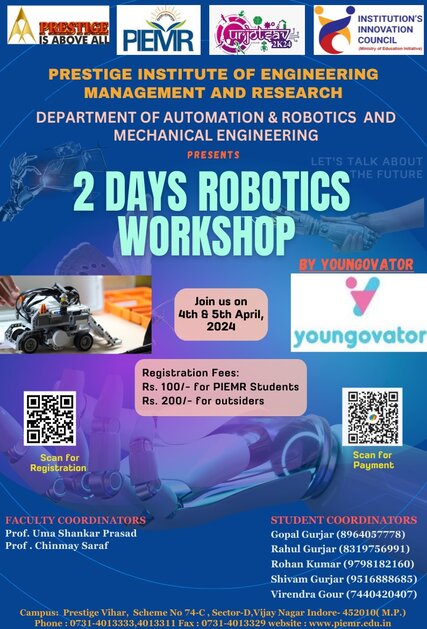 PRESTIGE
IS ABOVE ALL
PIEMR
Unjotsav
2K24
INSTITUTION'S
INNOVATION
COUNCIL
(Ministry of Education Initiative)
PRESTIGE INSTITUTE OF ENGINEERING
MANAGEMENT AND RESEARCH
DEPARTMENT OF AUTOMATION & ROBOTICS AND
MECHANICAL ENGINEERING
PRESENTS
LET'S TALK ABOUT
THE FUTURE
2 DAYS ROBOTICS
WORKSHOP
BY YOUNGOVATOR
Join us on
4th & 5th April,
2024
youngovator
Registration Fees:
Rs. 100/- for PIEMR Students
Rs. 200/- for outsiders
Scan for
Registration
Scan for
Payment
FACULTY COORDINATORS
Prof. Uma Shankar Prasad
Prof . Chinmay Saraf
STUDENT COORDINATORS
Gopal Gurjar (8964057778)
Rahul Gurjar (8319756991)
Rohan Kumar (9798182160)
Shivam Gurjar (9516888685)
Virendra Gour (7440420407)
Campus: Prestige Vihar, Scheme No 74-C , Sector-D,Vijay Nagar Indore- 452010( M.P.)
Phone : 0731-4013333,4013311 Fax : 0731-4013329 website : www.piemr.edu.in